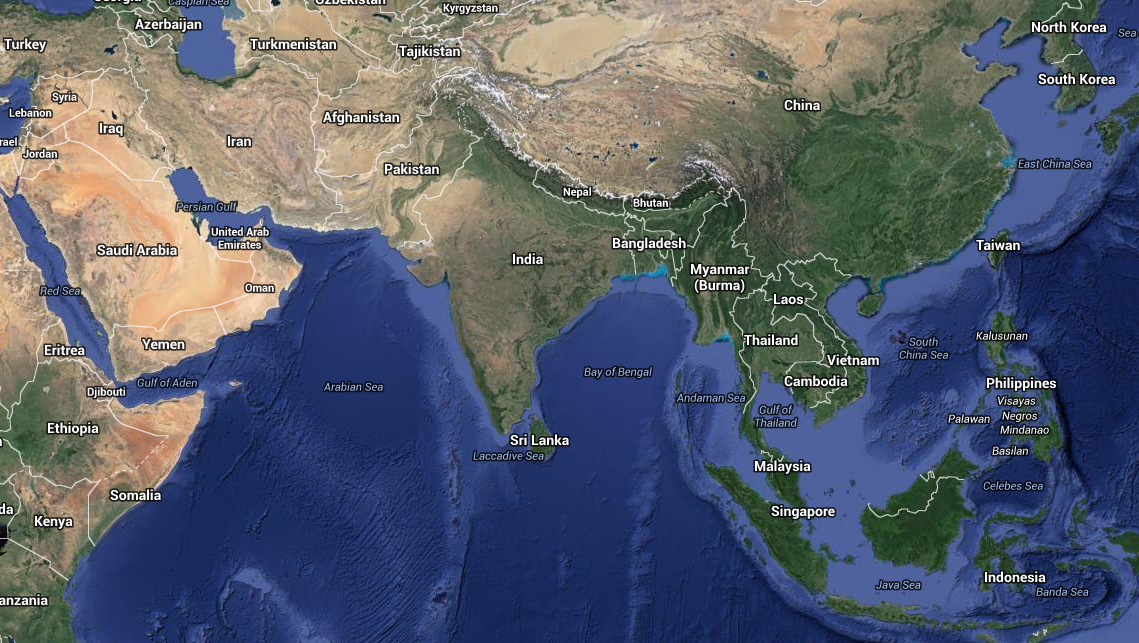 Georgia
Caspian Sea
Uzbekistan
Kyrgyzstan
Azerbaijan
North Korea
Sea
Turkey
Turkmenistan
Tajikistan
South Korea
Syria
China
Lebanon
Afghanistan
Iraq
Iran
rael
Jordan
East China Sea
Pakistan
Nepal
Bhutan
Persian Gulf
United Arab
Emirates
Saudi Arabia
Bangladesh
Taiwan
India
Myanmar
(Burma)
Oman
Red Sea
Laos
Kalusunan
Thailand
South
China Sea
Yemen
Eritrea
Vietnam
Bay of Bengal
Cambodia
Philippines
Gulf of Aden
Arabian Sea
Djibouti
Andaman Sea
Visayas
Gulf of
Thailand
Palawan
Negros
Mindanao
Ethiopia
Sri Lanka
Laccadive Sea
Basilan
Malaysia
Celebes Sea
Somalia
da
Kenya
Singapore
Indonesia
Java Sea
Banda Sea
anzania